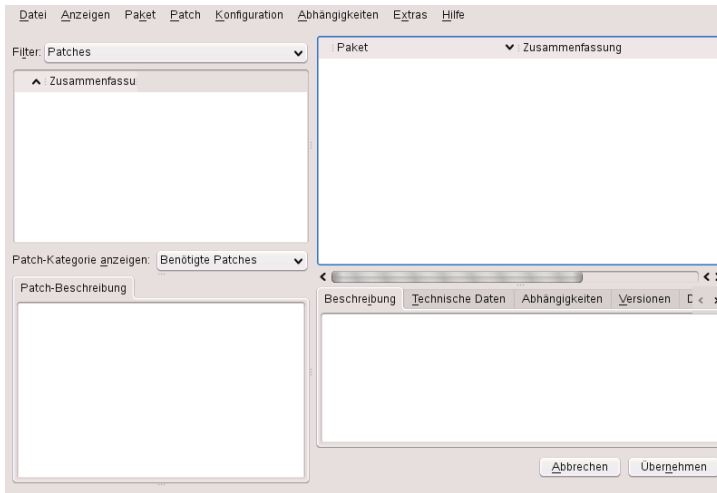 Datei Anzeigen Paket Patch Konfiguration Abhängigkeiten Extras Hilfe
Filter: Patches
Zusammenfassu
Patch-Kategorie anzeigen: Benötigte Patches
Patch-Beschreibung
Paket Zusammenfassung
Beschreibung Technische Daten Abhängigkeiten Versionen
Abbrechen Übernehmen